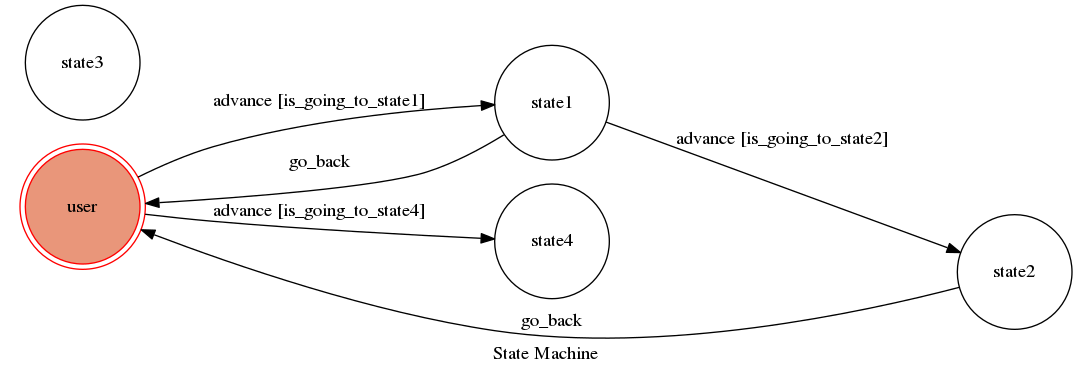 state3
advance [is_going_to_state1]
state1
advance [is_going_to_state2]
go_back
user
advance [is_going_to_state4]
state4
state2
go_back
State Machine